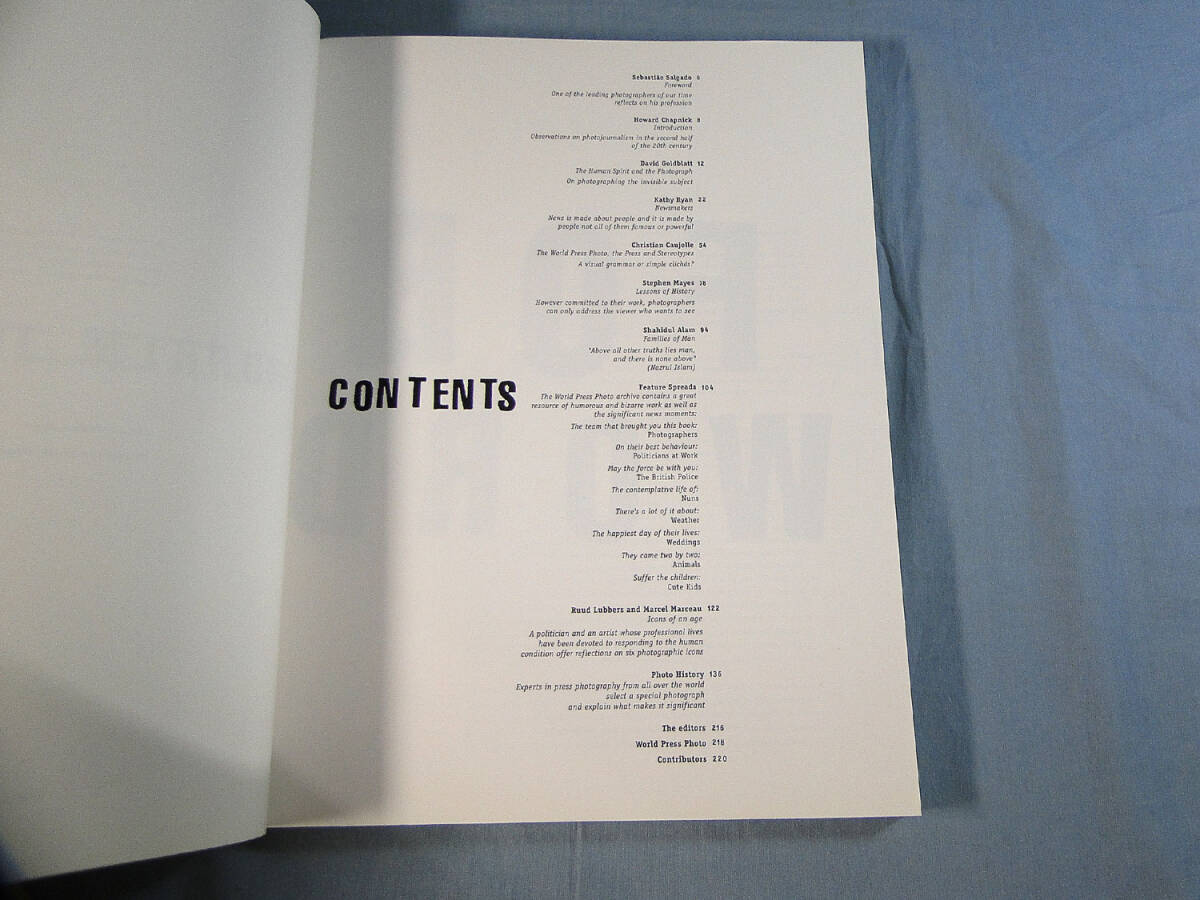 CONTENTS
Sebastião Salgado 6
Foreword
One of the leading photographers of our time
reflects on his profession
Howard Chapnick 8
Introduction
Observations on photojournalism in the second half
of the 20th century
David Goldblatt 12
The Human Spirit and the Photograph
On photographing the invisible subject
Kathy Ryan 22
Newsmakers
News is made about people and it is made by
people not all of them famous or powerful
Christian Caujolle 54
The World Press Photo, the Press and Stereotypes
A visual grammar or simple clichés?
Stephen Mayes 76
Lessons of History
However committed to their work, photographers
can only address the viewer who wants to see
Shahidul Alam 94
Families of Man
"Above all other truths lies man,
and there is none above"
(Nazrul Islam)
Feature Spreads 104
The World Press Photo archive contains a great
resource of humorous and bizarre work as well as
the significant news moments:
The team that brought you this book:
Photographers
On their best behaviour:
Politicians at Work
May the force be with you:
The British Police
The contemplative life of:
Nuns
There's a lot of it about:
Weather
The happiest day of their lives:
Weddings
They came two by two:
Animals
Suffer the children:
Cute Kids
Ruud Lubbers and Marcel Marceau 122
Icons of an age
A politician and an artist whose professional lives
have been devoted to responding to the human
condition offer reflections on six photographic icons
Photo History 136
Experts in press photography from all over the world
select a special photograph
and explain what makes it significant
The editors 216
World Press Photo 218
Contributors 220